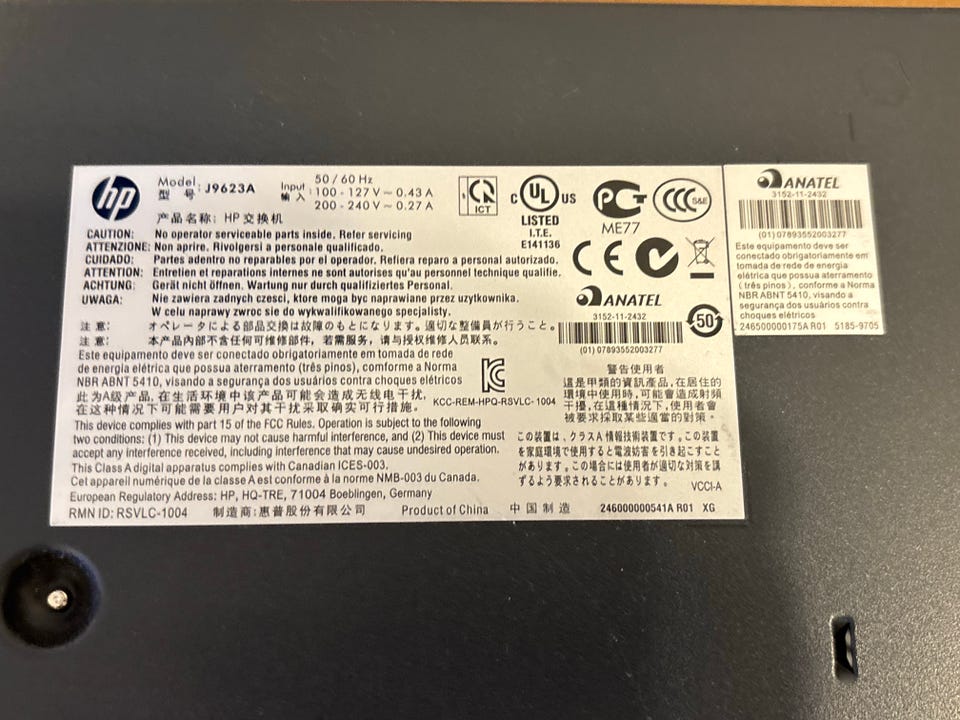 hp
Model: J9623A
型 号:
Input 50/60 Hz
输入 : 100 - 127 V ~ 0.43 A
200 - 240 V ~ 0.27 A
产品名称: HP 交换机
CAUTION: No operator serviceable parts inside. Refer servicing
ATTENZIONE: Non aprire. Rivolgersi a personale qualificado.
CUIDADO: Partes adentro no reparables por el operador. Refiera reparo a personal autorizado.
ATTENTION: Entretien et reparations internes ne sont autorises qu'au personnel technique qualifie.
ACHTUNG: Gerät nicht öffnen. Wartung nur durch qualifiziertes Personal.
UWAGA: Nie zawiera zadnych czesci, ktore moga byc naprawiane przez uzytkownika.
W celu naprawy zwroc sie do wykwalifikowanego specjalisty.
注 意: オペレータによる部品交換は故障のもとになります。適切な整備員が行うこと。
注 意: 本产品内部不含任何可维修部件, 若需服务, 请与授权维修人员联系。
Este equipamento deve ser conectado obrigatoriamente em tomada de rede
de energia elétrica que possua aterramento (três pinos), conforme a Norma
NBR ABNT 5410, visando a segurança dos usuários contra choques elétricos
此为A级产品, 在生活环境中该产品可能会造成无线电干扰,
在这种情况下可能需要用户对其干扰采取确实可行措施。
KCC-REM-HPQ-RSVLC- 1004
This device complies with part 15 of the FCC Rules. Operation is subject to the following
two conditions: (1) This device may not cause harmful interference, and (2) This device must
accept any interference received, including interference that may cause undesired operation.
This Class A digital apparatus complies with Canadian ICES-003.
Cet appareil numérique de la classe A est conforme à la norme NMB-003 du Canada.
European Regulatory Address: HP, HQ-TRE, 71004 Boeblingen, Germany
RMN ID: RSVLC-1004 制造商:惠普股份有限公司 Product of China 中国制造 246000000541A R01 XG
ICT
C UL US
LISTED
I.T.E.
E141136
ME77
CCC S&E
CE
ANATEL
3152-11-2432
(01) 07893552003277
50
警告使用者
這是甲類的資訊產品,在居住的
環境中使用時,可能會造成射頻
干擾,在這種情況下,使用者會
被要求採取某些適當的對策。
この装置は、クラスA情報技術装置です。この装置
を家庭環境で使用すると電波妨害を引き起こすことが
あります。この場合には使用者が適切な対策を講
ずるよう要求されることがあります。
VCCI-A
ANATEL
3152-11-2432
(01) 07893552003277
Este equipamento deve ser
conectado obrigatoriamente em
tomada de rede de energia
elétrica que possua aterramento
(três pinos), conforme a Norma
NBR ABNT 5410, visando a
segurança dos usuários contra
choques elétricos
246500000175A R01 5185-9705